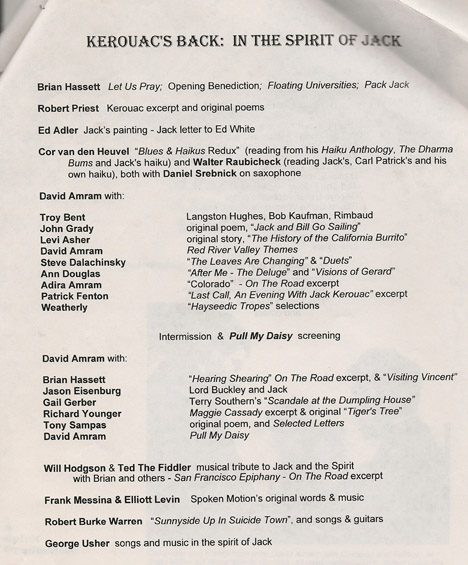 KEROUAC'S BACK: IN THE SPIRIT OF JACK
Brian Hassett Let Us Pray; Opening Benediction; Floating Universities; Pack Jack
Robert Priest Kerouac excerpt and original poems
Ed Adler Jack's painting - Jack letter to Ed White
Cor van den Heuvel "Blues & Haikus Redux" (reading from his Haiku Anthology, The Dharma
Bums and Jack's haiku) and Walter Raubicheck (reading Jack's, Carl Patrick's and his
own haiku), both with Daniel Srebnick on saxophone
David Amram with:
Troy Bent Langston Hughes, Bob Kaufman, Rimbaud
John Grady original poem, "Jack and Bill Go Sailing"
Levi Asher original story, "The History of the California Burrito"
David Amram Red River Valley Themes
Steve Dalachinsky "The Leaves Are Changing" & "Duets"
Ann Douglas "After Me - The Deluge" and "Visions of Gerard"
Adira Amram "Colorado" - On The Road excerpt
Patrick Fenton "Last Call, An Evening With Jack Kerouac" excerpt
Weatherly "Hayseedic Tropes" selections
Intermission & Pull My Daisy screening
David Amram with:
Brian Hassett "Hearing Shearing" On The Road excerpt, & "Visiting Vincent"
Jason Eisenburg Lord Buckley and Jack
Gail Gerber Terry Southern's "Scandale at the Dumpling House"
Richard Younger Maggie Cassady excerpt & original "Tiger's Tree"
Tony Sampas original poem, and Selected Letters
David Amram Pull My Daisy
Will Hodgson & Ted The Fiddler musical tribute to Jack and the Spirit
with Brian and others - San Francisco Epiphany - On The Road excerpt
Frank Messina & Elliott Levin Spoken Motion's original words & music
Robert Burke Warren "Sunnyside Up In Suicide Town", and songs & guitars
George Usher songs and music in the spirit of Jack